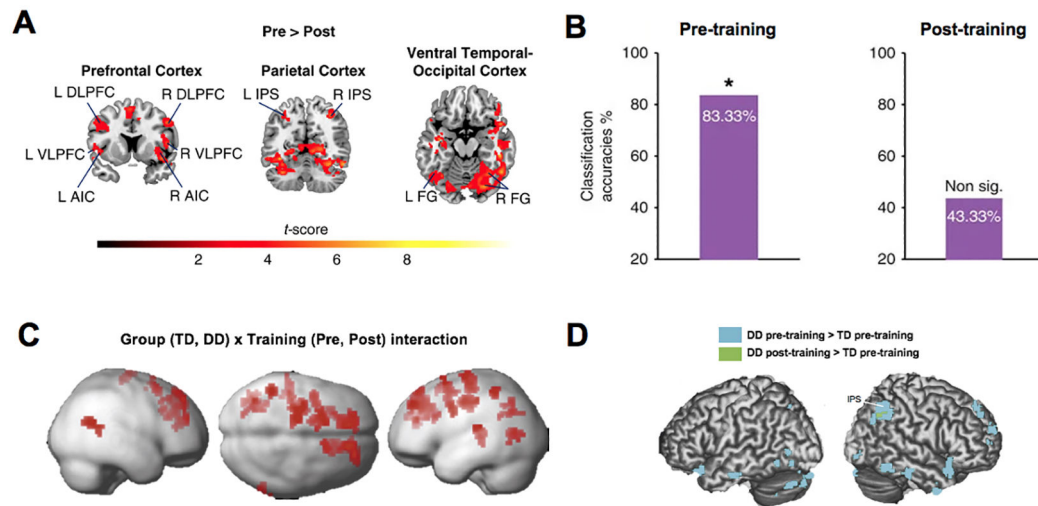 A
Pre > Post
Prefrontal Cortex
Parietal Cortex
Ventral Temporal-
Occipital Cortex
L DLPFC
R DLPFC
L IPS
R IPS
L VLPFC
R VLPFC
L AIC
R AIC
L FG
R FG
t-score
2
4
6
8
B
Pre-training
Post-training
Classification
accuracies %
100
80
60
40
20
*
83.33%
100
80
60
40
20
Non sig.
43.33%
C
Group (TD, DD) x Training (Pre, Post) interaction
D
DD pre-training > TD pre-training
DD post-training > TD pre-training
IPS